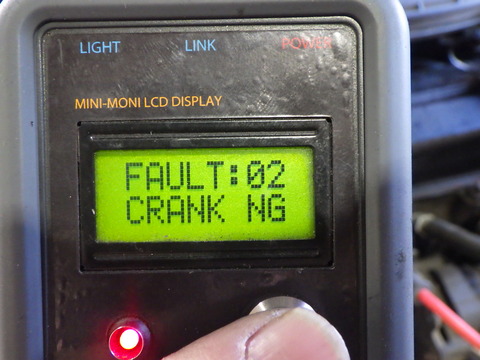 LIGHT LINK POWER
MINI-MONI LCD DISPLAY
FAULT:02
CRANK NG